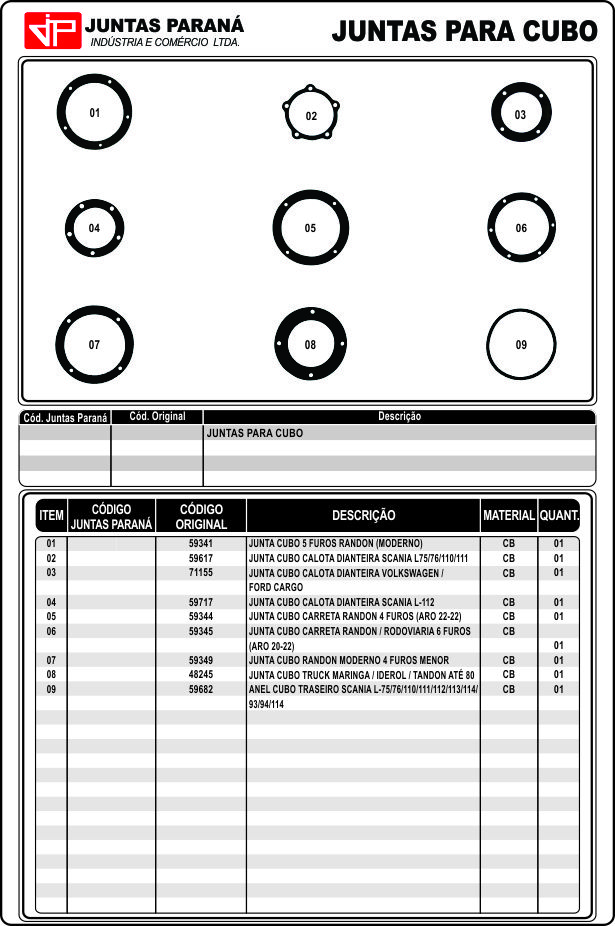 JP
JUNTAS PARANÁ
INDÚSTRIA E COMÉRCIO LTDA.
JUNTAS PARA CUBO
01
02
03
04
05
06
07
08
09
Cód. Juntas Paraná Cód. Original Descrição
JUNTAS PARA CUBO
ITEM CÓDIGO JUNTAS PARANÁ CÓDIGO ORIGINAL DESCRIÇÃO MATERIAL QUANT.
01 59341 JUNTA CUBO 5 FUROS RANDON (MODERNO) CB 01
02 59617 JUNTA CUBO CALOTA DIANTEIRA SCANIA L75/76/110/111 CB 01
03 71155 JUNTA CUBO CALOTA DIANTEIRA VOLKSWAGEN / CB 01
FORD CARGO
04 59717 JUNTA CUBO CALOTA DIANTEIRA SCANIA L-112 CB 01
05 59344 JUNTA CUBO CARRETA RANDON 4 FUROS (ARO 22-22) CB 01
06 59345 JUNTA CUBO CARRETA RANDON / RODOVIARIA 6 FUROS CB
(ARO 20-22) 01
07 59349 JUNTA CUBO RANDON MODERNO 4 FUROS MENOR CB 01
08 48245 JUNTA CUBO TRUCK MARINGA / IDEROL / TANDON ATÉ 80 CB 01
09 59682 ANEL CUBO TRASEIRO SCANIA L-75/76/110/111/112/113/114/ CB 01
93/94/114